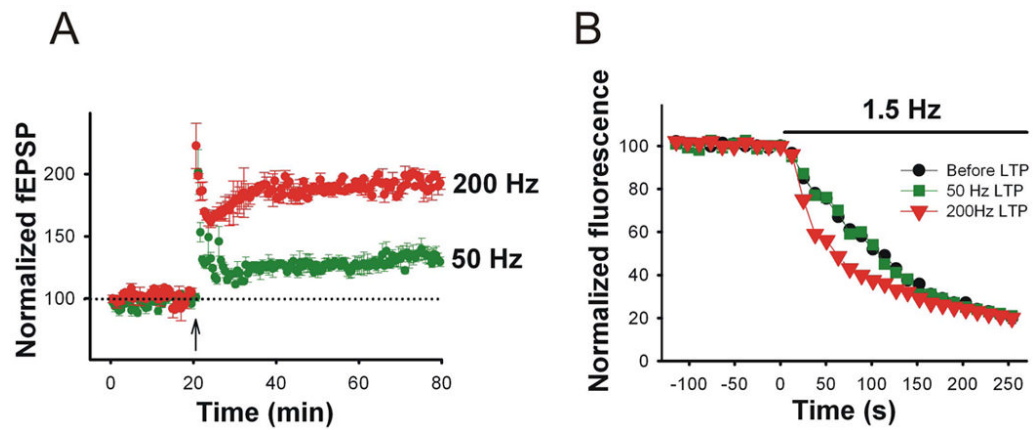 A
Normalized fEPSP
200
150
100
200 Hz
50 Hz
0
20
40
60
80
Time (min)
B
Normalized fluorescence
1.5 Hz
100
80
60
40
20
0
Before LTP
50 Hz LTP
200Hz LTP
-100
-50
0
50
100
150
200
250
Time (s)